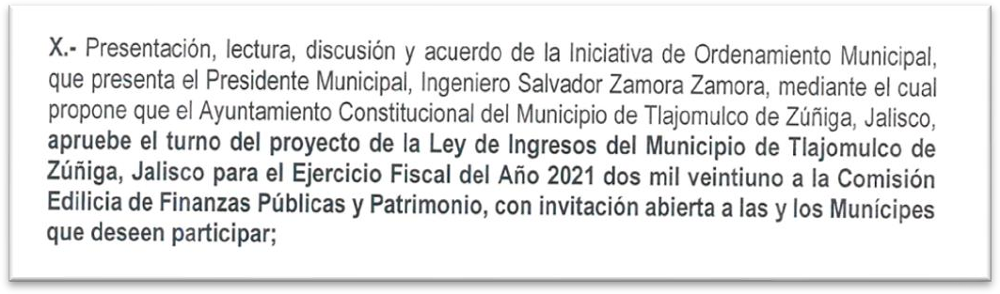 X.- Presentación, lectura, discusión y acuerdo de la Iniciativa de Ordenamiento Municipal,
que presenta el Presidente Municipal, Ingeniero Salvador Zamora Zamora, mediante el cual
propone que el Ayuntamiento Constitucional del Municipio de Tlajomulco de Zúñiga, Jalisco,
apruebe el turno del proyecto de la Ley de Ingresos del Municipio de Tlajomulco de
Zúñiga, Jalisco para el Ejercicio Fiscal del Año 2021 dos mil veintiuno a la Comisión
Edilicia de Finanzas Públicas y Patrimonio, con invitación abierta a las y los Munícipes
que deseen participar;